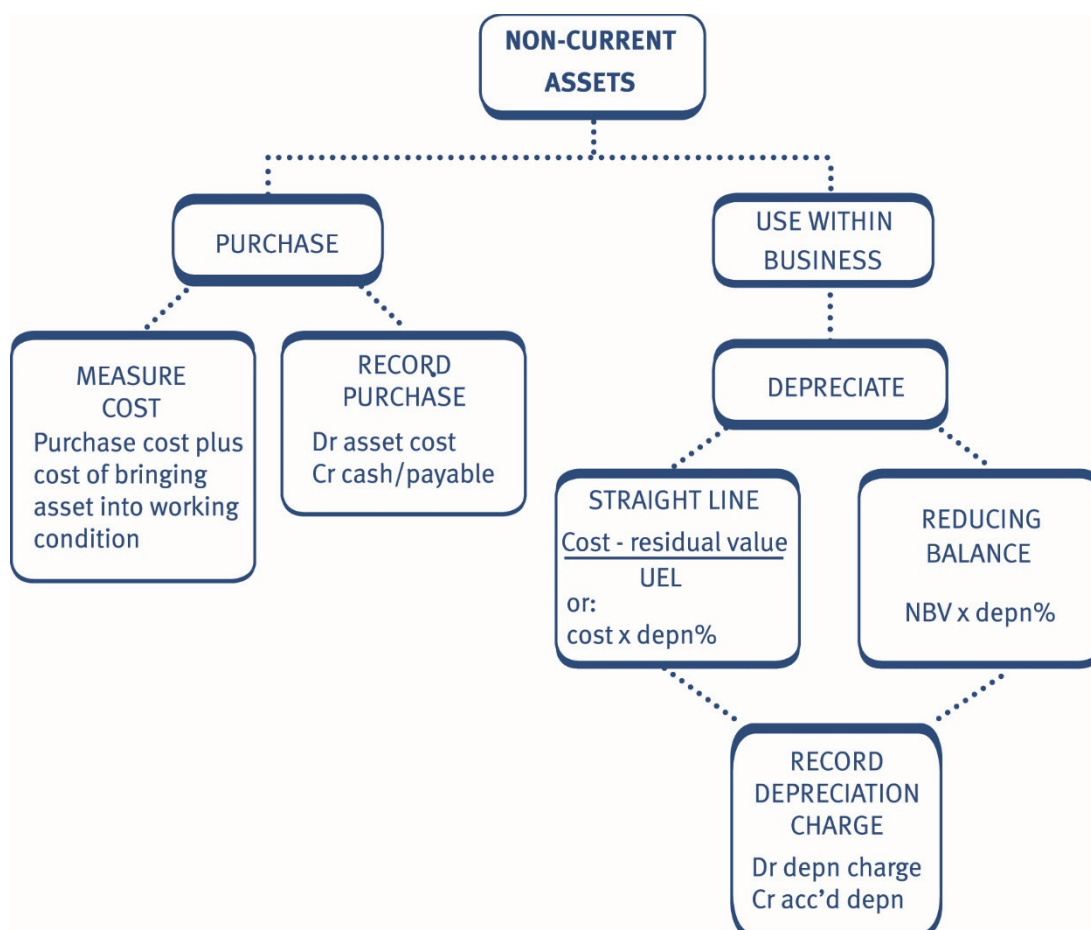 NON-CURRENT
ASSETS
PURCHASE
USE WITHIN
BUSINESS
MEASURE
COST
Purchase cost plus
cost of bringing
asset into working
condition
RECORD
PURCHASE
Dr asset cost
Cr cash/payable
DEPRECIATE
STRAIGHT LINE
Cost - residual value
UEL
or:
cost x depn%
REDUCING
BALANCE
NBV x depn%
RECORD
DEPRECIATION
CHARGE
Dr depn charge
Cr acc'd depn